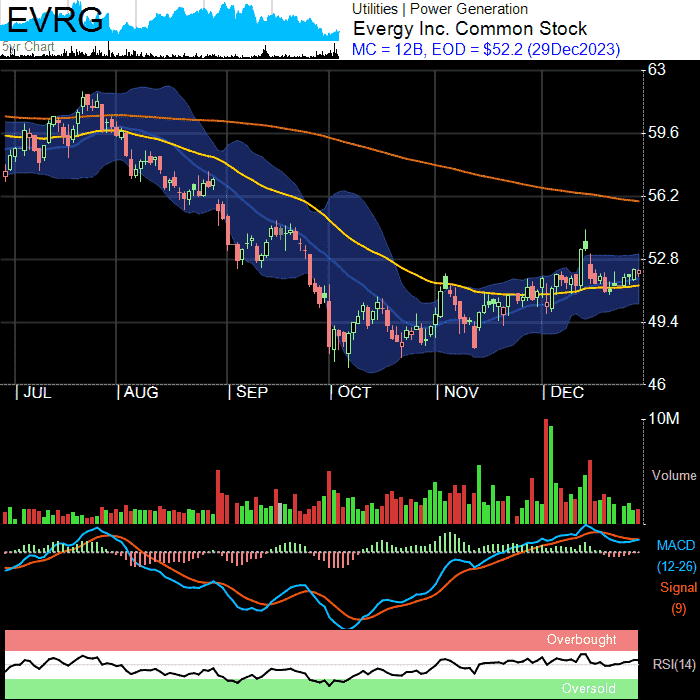 EVRG
5yr Chart
Utilities | Power Generation
Evergy Inc. Common Stock
MC = 12B, EOD = $52.2 (29Dec2023)
63
59.6
56.2
52.8
49.4
46
JUL AUG SEP OCT NOV DEC
10M
Volume
MACD
(12-26)
Signal
(9)
Overbought
RSI(14)
Oversold